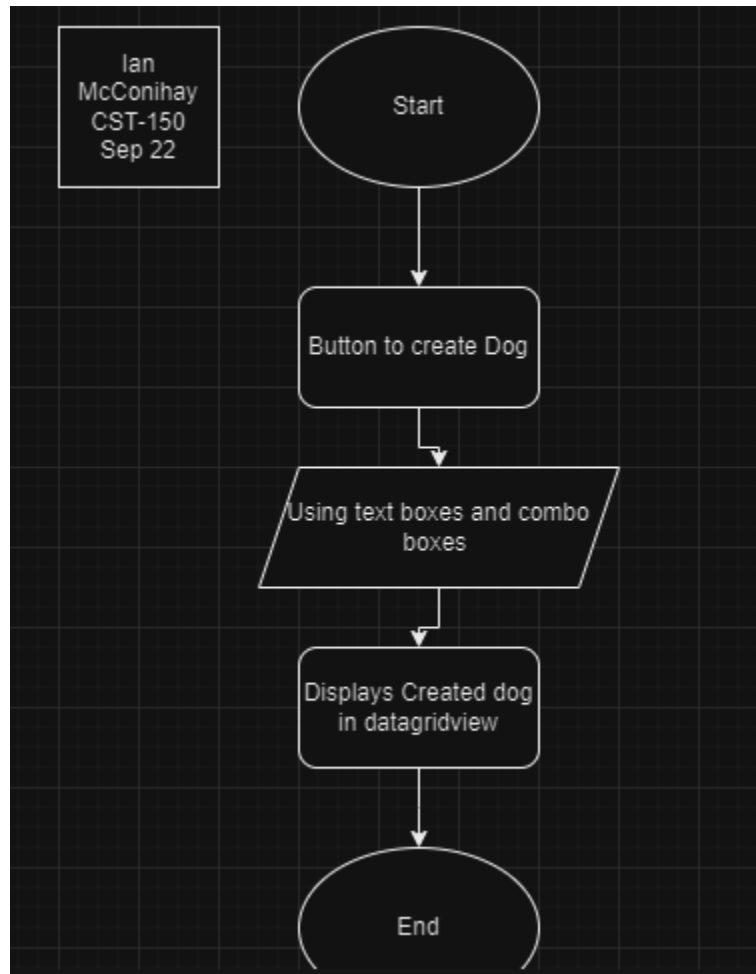 Ian
McConihay
CST-150
Sep 22
Start
Button to create Dog
Using text boxes and combo
boxes
Displays Created dog
in datagridview
End